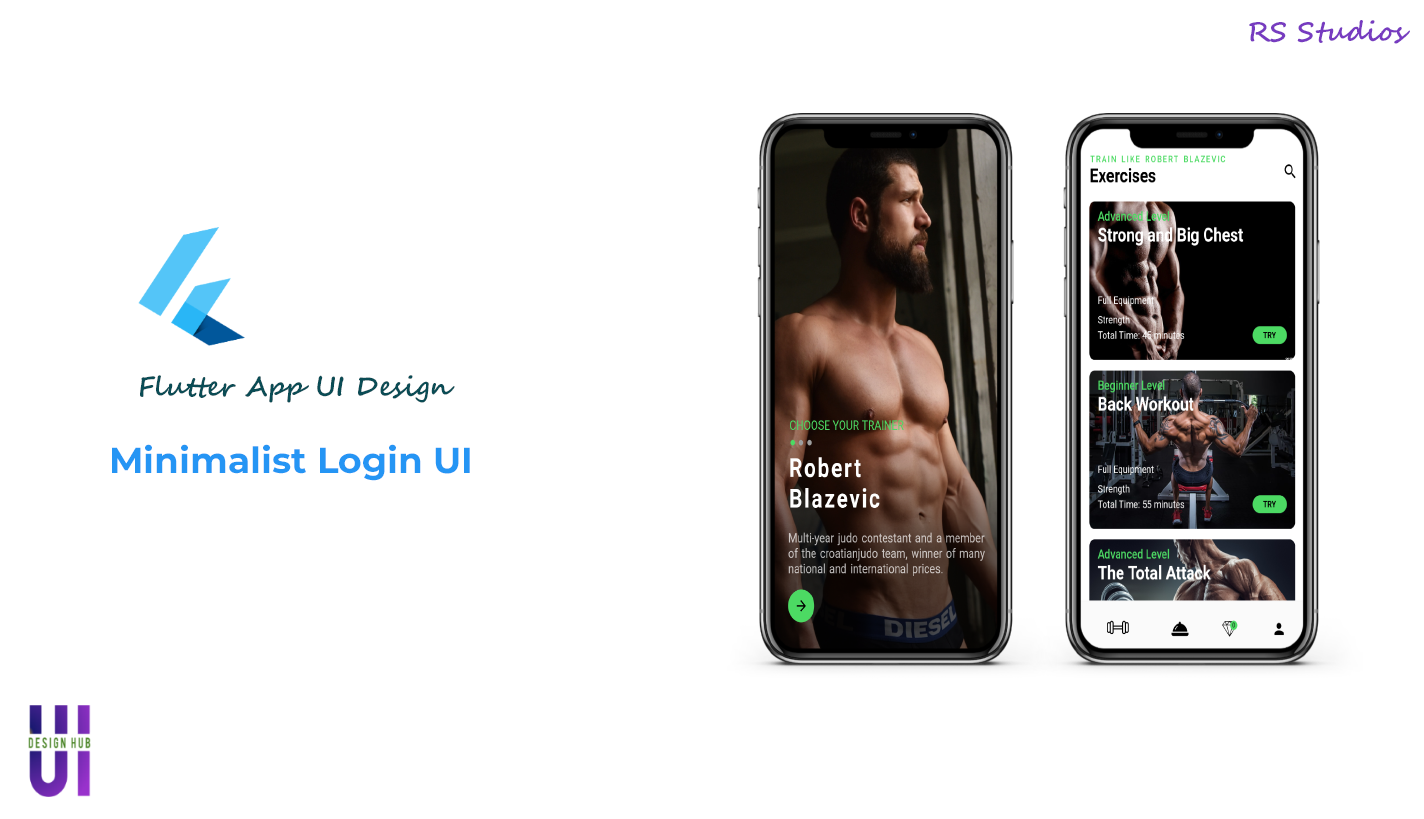 RS Studios
Flutter App UI Design
Minimalist Login UI
DESIGN HUB
UI
CHOOSE YOUR TRAINER
Robert
Blazevic
Multi-year judo contestant and a member
of the croatianjudo team, winner of many
national and international prices.
DIESEL
TRAIN LIKE ROBERT BLAZEVIC
Exercises
Advanced Level
Strong and Big Chest
Full Equipment
Strength
Total Time: 45 minutes
TRY
Beginner Level
Back Workout
Full Equipment
Strength
Total Time: 55 minutes
TRY
Advanced Level
The Total Attack